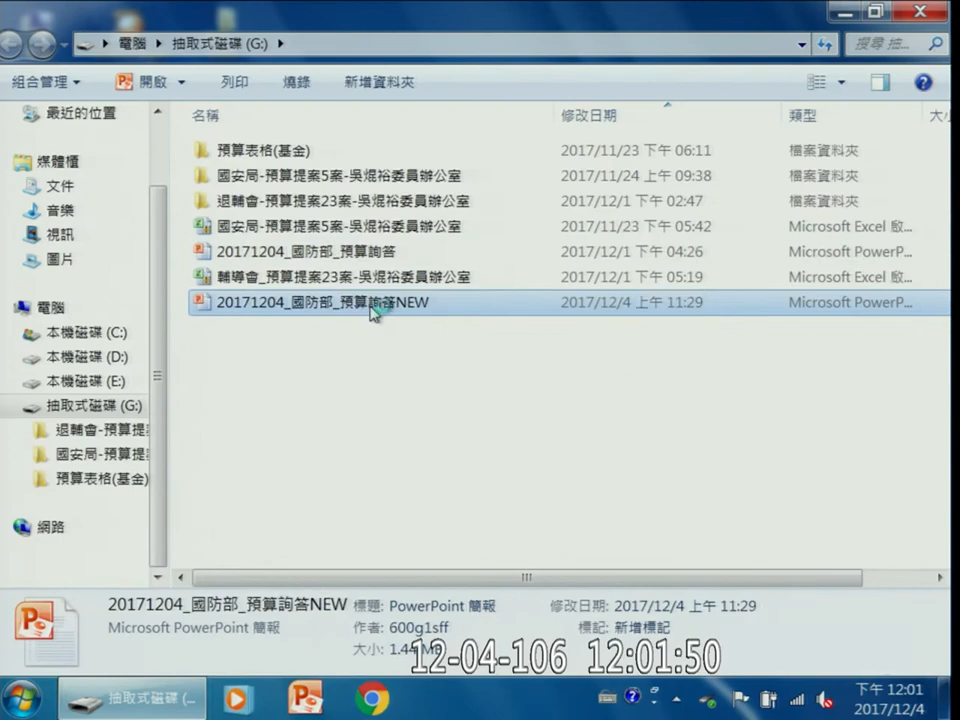 電腦 ▸ 抽取式磁碟 (G:) ▸ 搜尋 抽...
組合管理 開啟 列印 燒錄 新增資料夾
名稱 修改日期 類型 大小
最近的位置
媒體櫃
文件
音樂
視訊
圖片
電腦
本機磁碟 (C:)
本機磁碟 (D:)
本機磁碟 (E:)
抽取式磁碟 (G:)
退輔會-預算提
國安局-預算提
預算表格(基金)
網路
預算表格(基金) 2017/11/23 下午 06:11 檔案資料夾
國安局-預算提案5案-吳焜裕委員辦公室 2017/11/24 上午 09:38 檔案資料夾
退輔會-預算提案23案-吳焜裕委員辦公室 2017/12/1 下午 02:47 檔案資料夾
國安局-預算提案5案-吳焜裕委員辦公室 2017/11/23 下午 05:42 Microsoft Excel 啟...
20171204_國防部_預算詢答 2017/12/1 下午 04:26 Microsoft PowerP...
輔導會_預算提案23案-吳焜裕委員辦公室 2017/12/1 下午 05:19 Microsoft Excel 啟...
20171204_國防部_預算詢答NEW 2017/12/4 上午 11:29 Microsoft PowerP...
20171204_國防部_預算詢答NEW 標題: PowerPoint 簡報 修改日期: 2017/12/4 上午 11:29
Microsoft PowerPoint 簡報 作者: 600g1sff 標記: 新增標記
大小: 1.44 MB
12-04-106 12:01:50
抽取式磁碟 (... 下午 12:01
2017/12/4